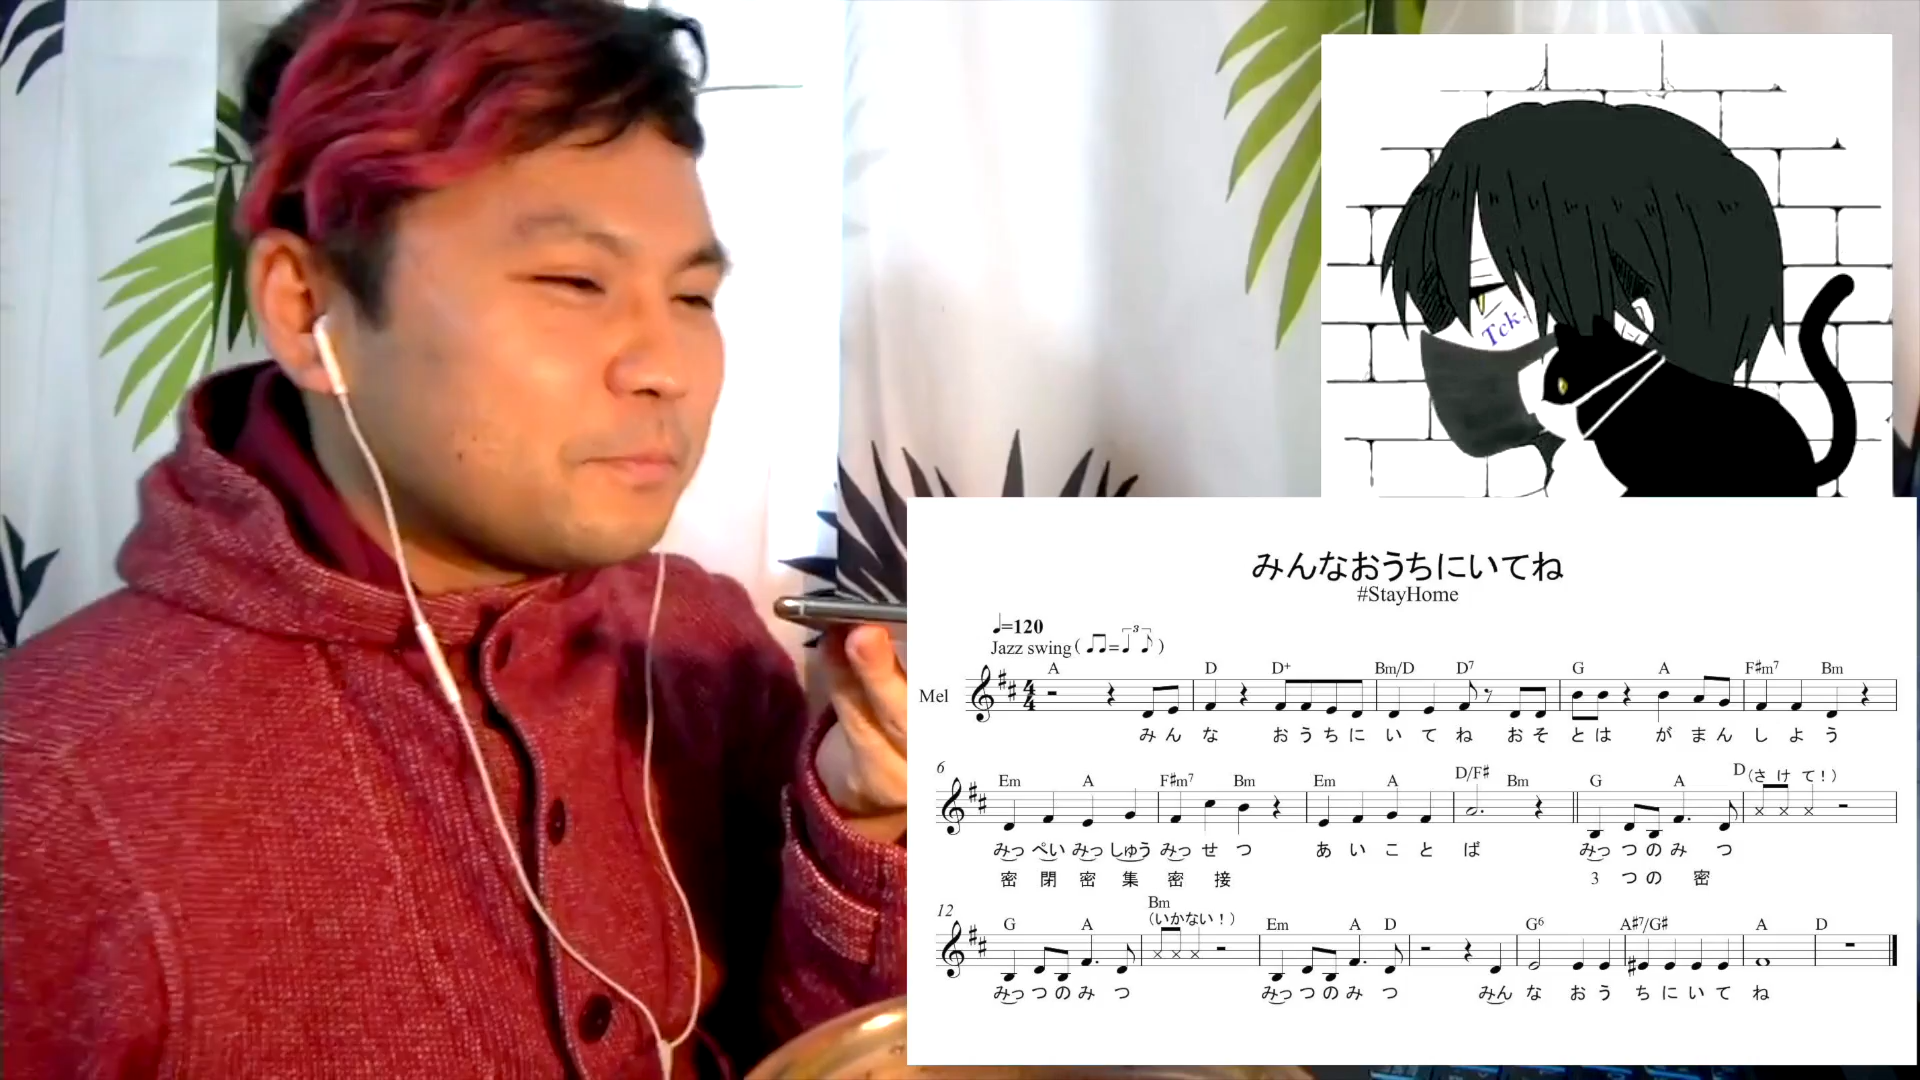 Tck.
みんなおうちにいてね
#StayHome
♩=120
Jazz swing (♫=♩ ♪)
3
A D D+ Bm/D D7 G A F#m7 Bm
Mel
4
4
みん な おうちに い て ね おそ とは が まん し よ う
6
Em A F#m7 Bm Em A D/F# Bm G A D (さ け て!)
みっ ぺい みっ しゅう みっ せ つ あ い こ と ば みっ つ の み つ
密 閉 密 集 密 接 3 つ の 密
12
G A Bm (いかない!) Em A D G6 A#7/G# A D
みっ つ の み つ みっ つ の み つ みん な お う ち に い て ね